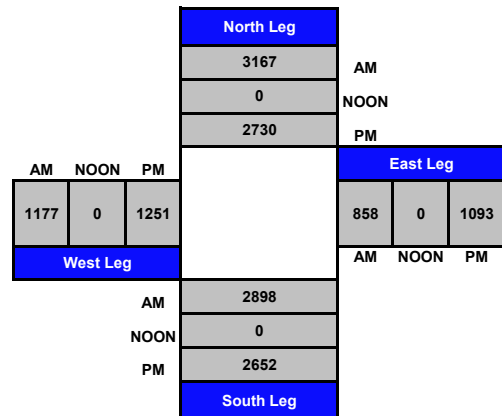 North Leg
3167 AM
0 NOON
2730 PM
AM NOON PM
East Leg
1177 0 1251
858 0 1093
West Leg
AM NOON PM
AM 2898
NOON 0
PM 2652
South Leg